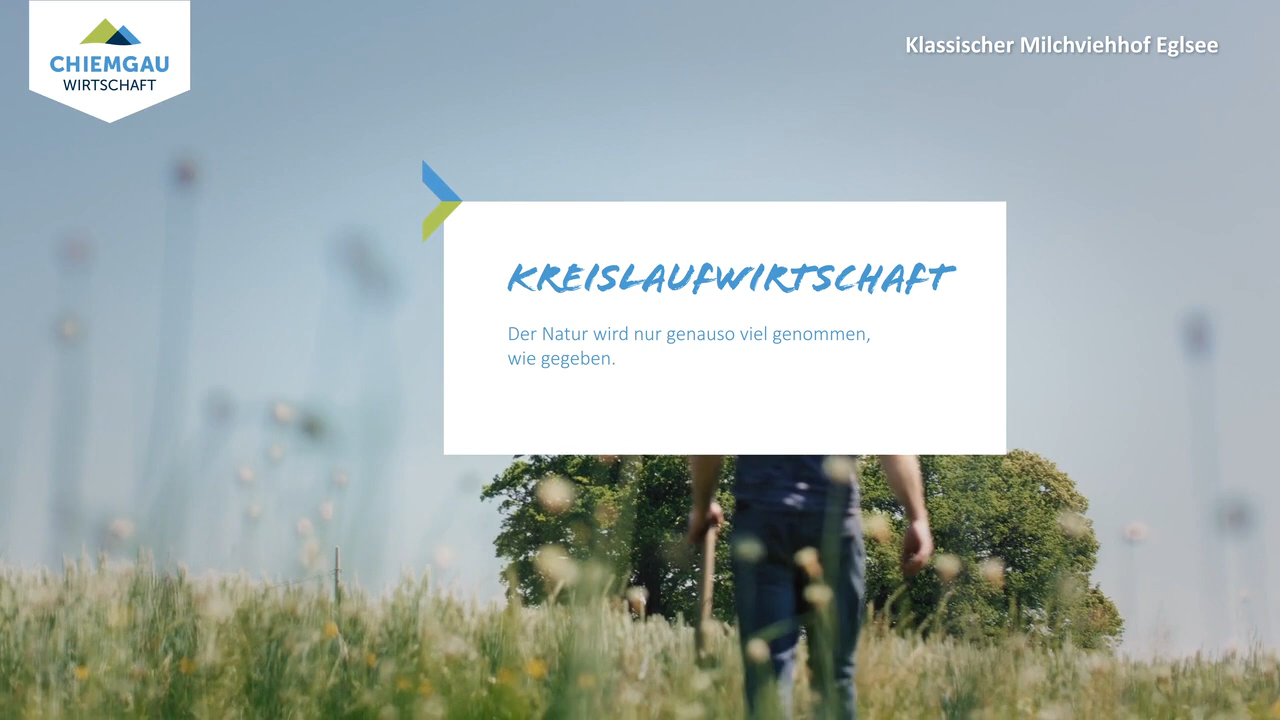 CHIEMGAU
WIRTSCHAFT
Klassischer Milchviehhof Eglsee
KREISLAUFWIRTSCHAFT
Der Natur wird nur genauso viel genommen,
wie gegeben.